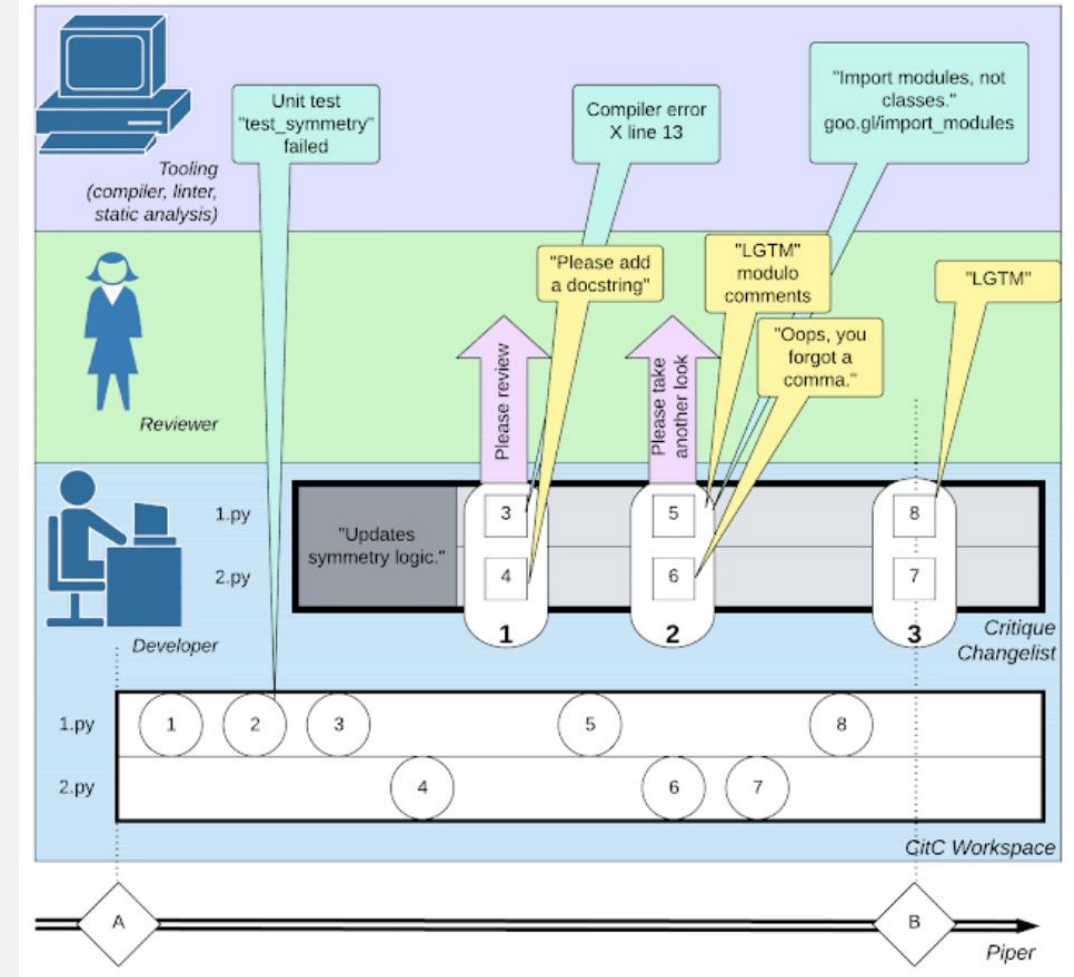 Unit test
"test_symmetry"
failed
Compiler error
X line 13
"Import modules, not
classes."
goo.gl/import_modules
Tooling
(compiler, linter,
static analysis)
"Please add
a docstring"
"LGTM"
modulo
comments
"LGTM"
"Oops, you
forgot a
comma."
Please review
Please take
another look
Reviewer
1.py
2.py
"Updates
symmetry logic."
3
4
1
5
6
2
8
7
3
Developer
Critique
Changelist
1.py
1
2
3
5
8
2.py
4
6
7
CitC Workspace
A
B
Piper